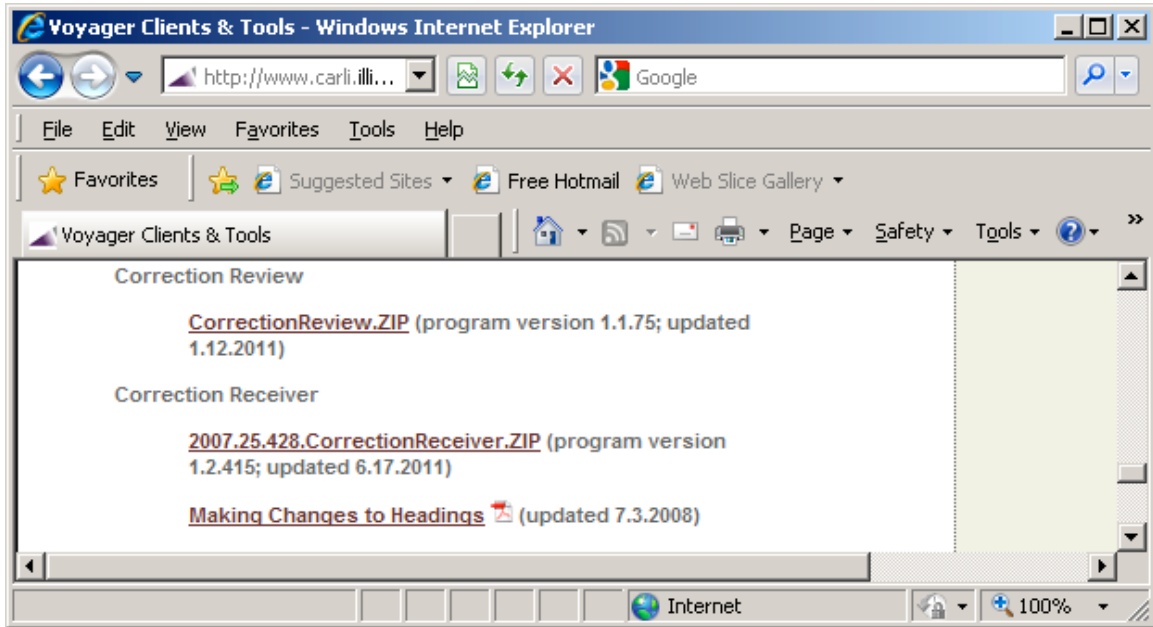 Voyager Clients & Tools - Windows Internet Explorer
http://www.carli.illi... Google
File Edit View Favorites Tools Help
Favorites Suggested Sites Free Hotmail Web Slice Gallery
Voyager Clients & Tools Page Safety Tools »
Correction Review
CorrectionReview.ZIP (program version 1.1.75; updated
1.12.2011)
Correction Receiver
2007.25.428.CorrectionReceiver.ZIP (program version
1.2.415; updated 6.17.2011)
Making Changes to Headings (updated 7.3.2008)
Internet 100%